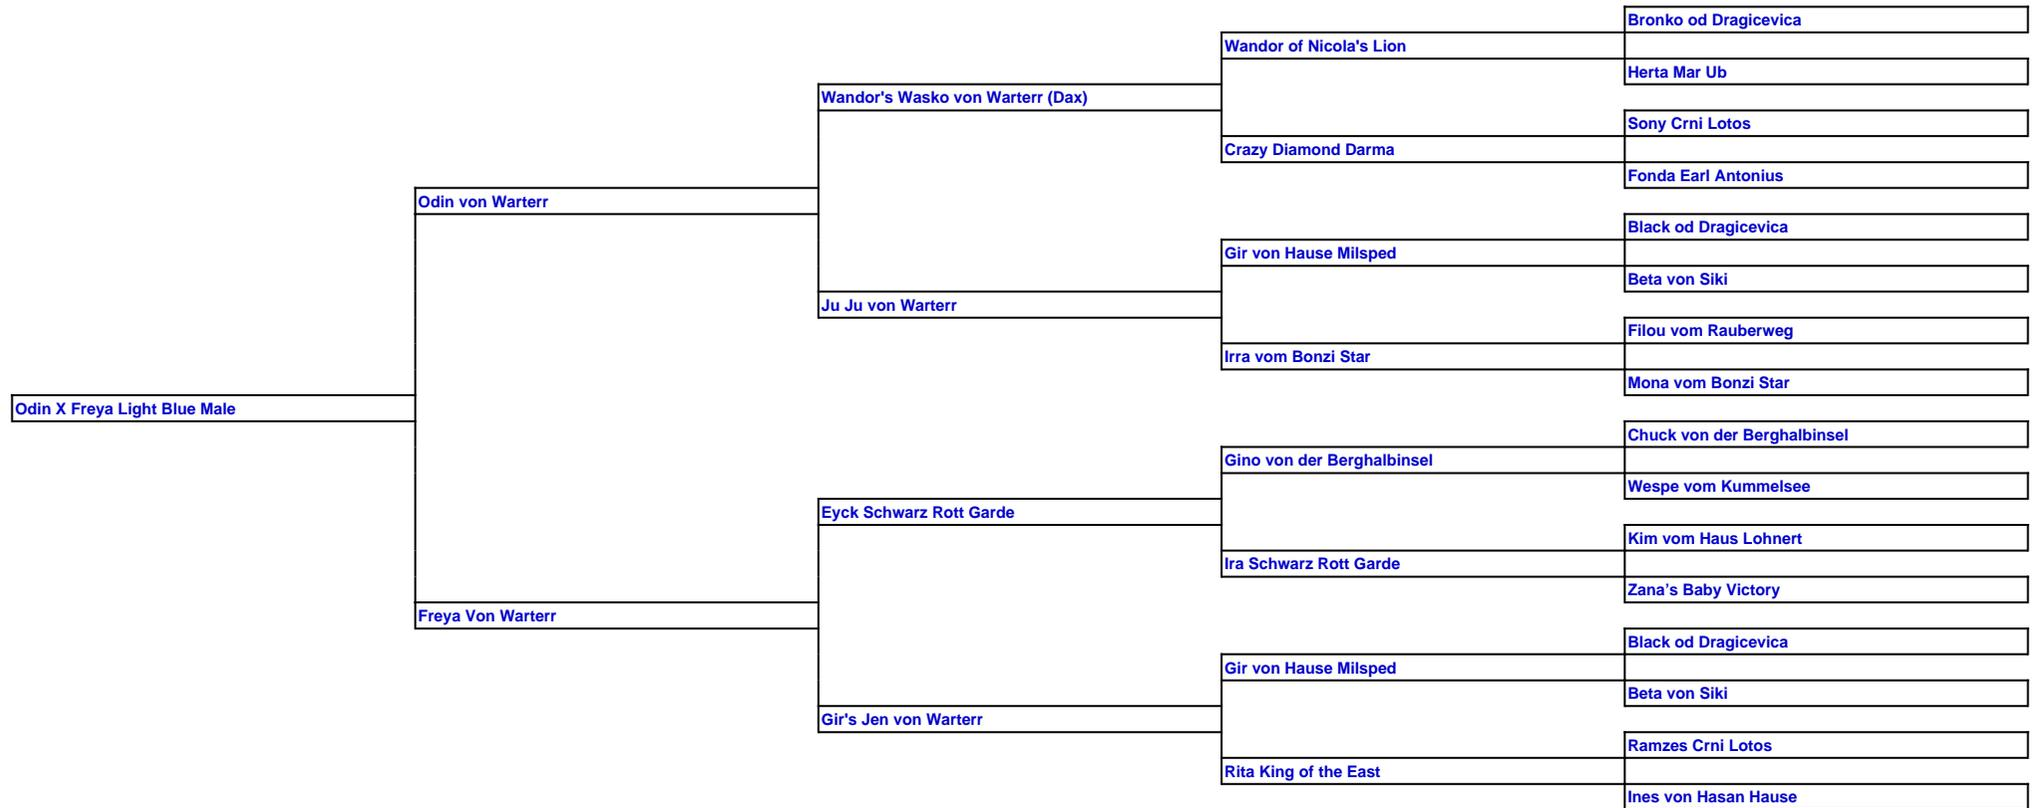 Bronko od Dragicevica
Wandor of Nicola's Lion
Herta Mar Ub
Wandor's Wasko von Warterr (Dax)
Sony Crni Lotos
Crazy Diamond Darma
Fonda Earl Antonius
Odin von Warterr
Black od Dragicevica
Gir von Hause Milsped
Beta von Siki
Ju Ju von Warterr
Filou vom Rauberweg
Irra vom Bonzi Star
Mona vom Bonzi Star
Odin X Freya Light Blue Male
Chuck von der Berghalbinsel
Gino von der Berghalbinsel
Wespe vom Kummelsee
Eyck Schwarz Rott Garde
Kim vom Haus Lohnert
Ira Schwarz Rott Garde
Zana’s Baby Victory
Freya Von Warterr
Black od Dragicevica
Gir von Hause Milsped
Beta von Siki
Gir's Jen von Warterr
Ramzes Crni Lotos
Rita King of the East
Ines von Hasan Hause